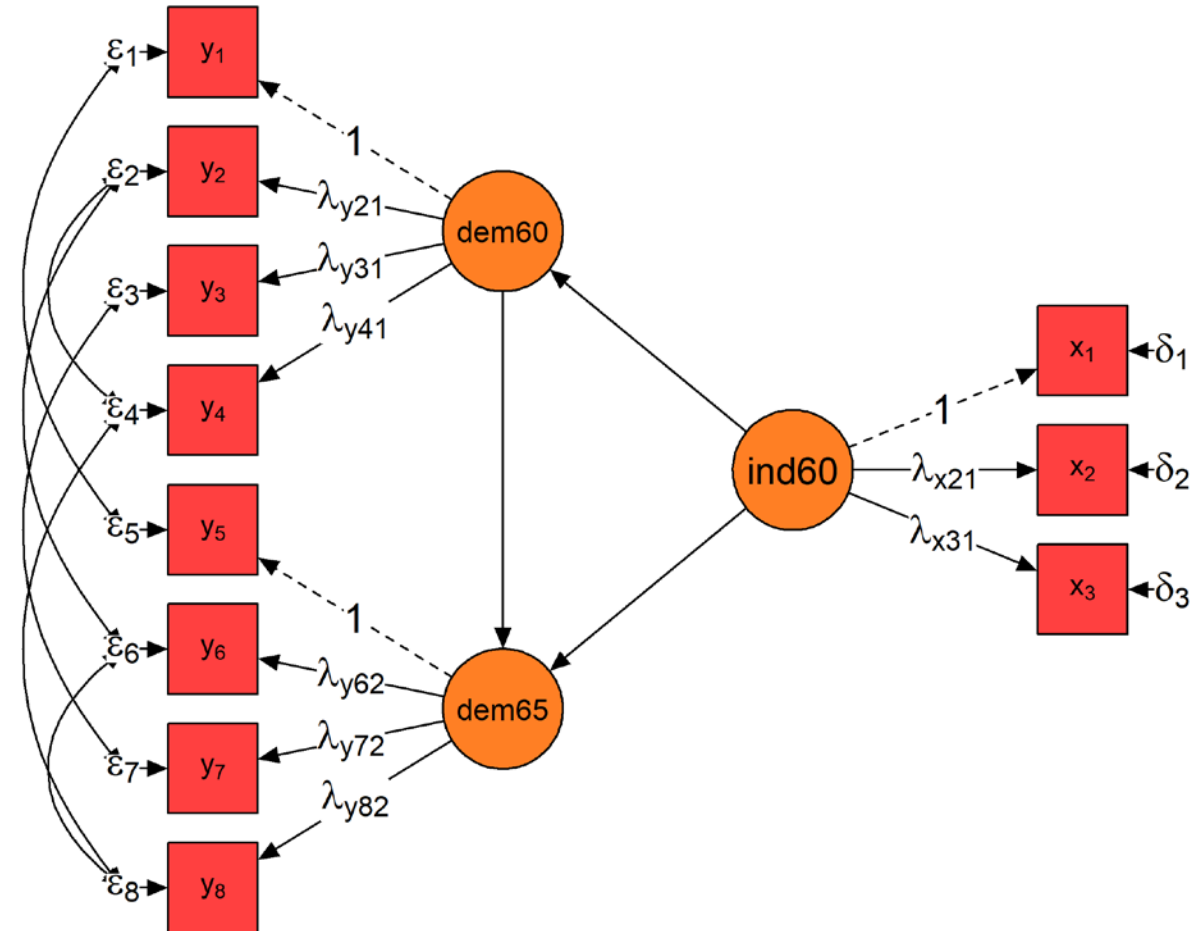 ε1 y1
1
ε2 y2
λy21
dem60
ε3 y3
λy31
λy41
ε4 y4
ε5 y5
1
ε6 y6
λy62
dem65
λy72
ε7 y7
λy82
ε8 y8
ind60
1
x1 δ1
λx21
x2 δ2
λx31
x3 δ3